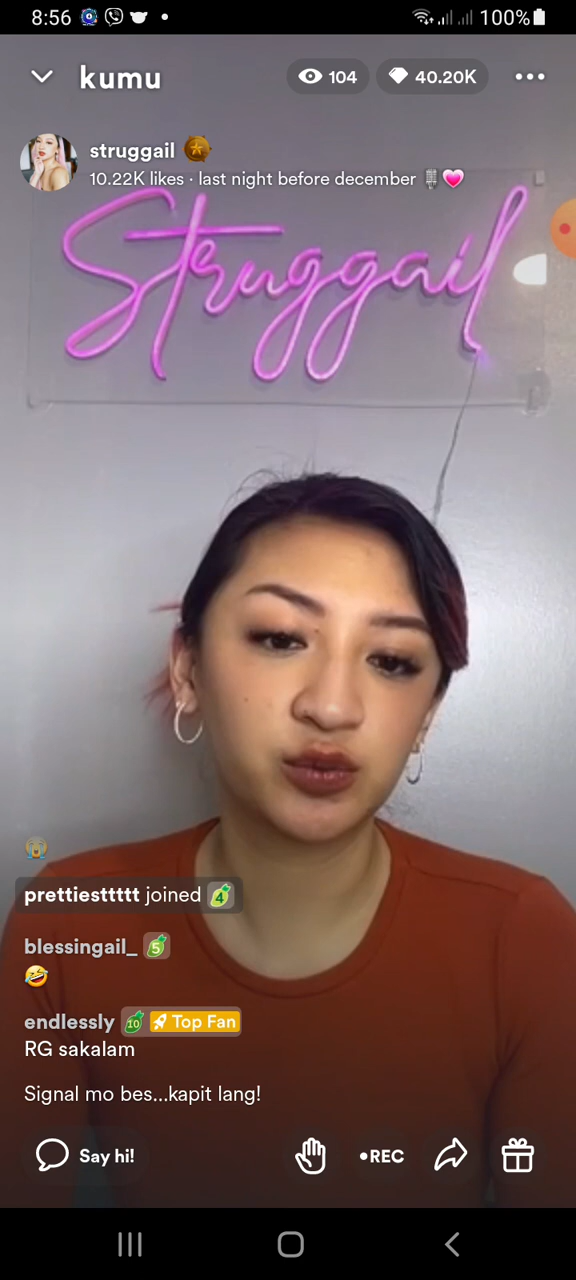 8:56
100%
kumu
104
40.20K
struggail
10.22K likes · last night before december 🎙️💗
Struggail
😭
prettiesttttt joined 4
blessingail_ 5
🤣
endlessly 10 Top Fan
RG sakalam
Signal mo bes...kapit lang!
Say hi!
•REC